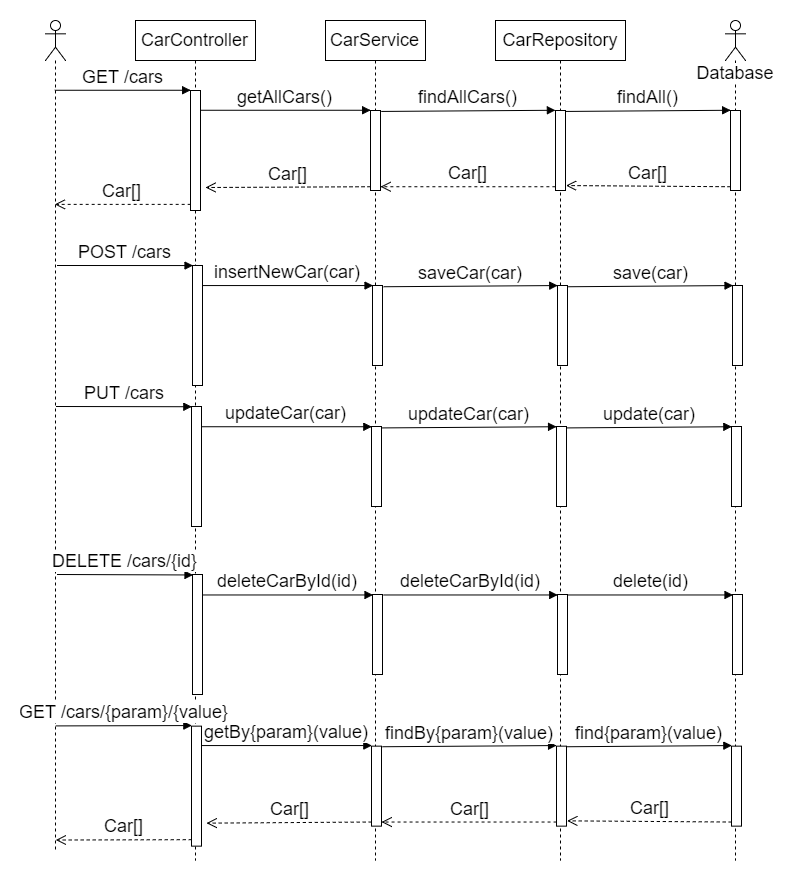 CarController
CarService
CarRepository
Database
GET /cars
getAllCars()
findAllCars()
findAll()
Car[]
Car[]
Car[]
Car[]
POST /cars
insertNewCar(car)
saveCar(car)
save(car)
PUT /cars
updateCar(car)
updateCar(car)
update(car)
DELETE /cars/{id}
deleteCarById(id)
deleteCarById(id)
delete(id)
GET /cars/{param}/{value}
getBy{param}(value)
findBy{param}(value)
find{param}(value)
Car[]
Car[]
Car[]
Car[]